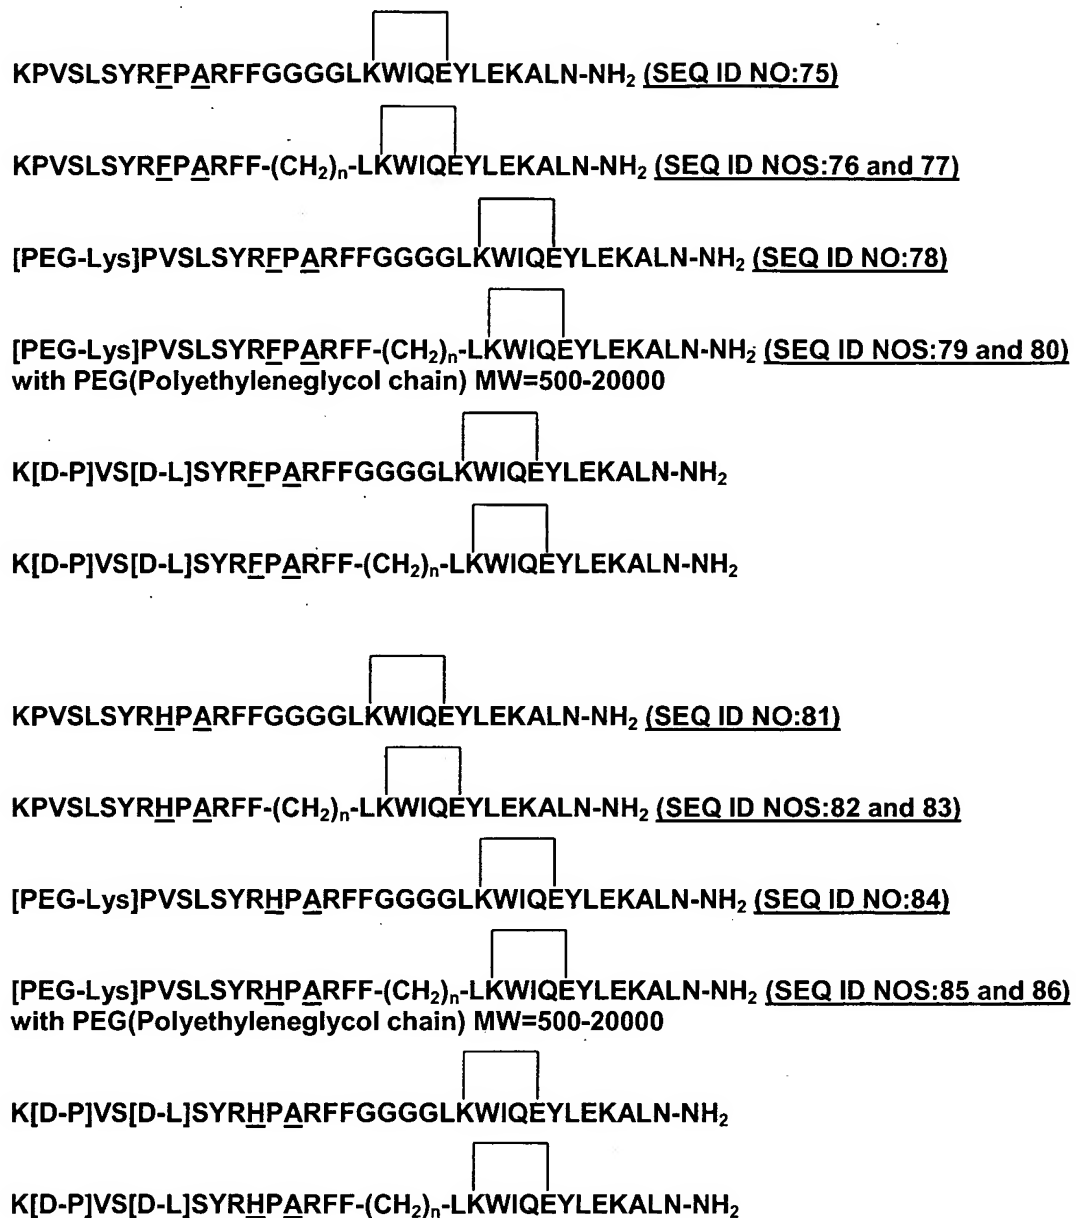 KPVSLSYRFPARFFGGGGLKWIQEYLEKALN-NH₂ (SEQ ID NO:75)
KPVSLSYRFPARFF-(CH₂)ₙ-LKWIQEYLEKALN-NH₂ (SEQ ID NOS:76 and 77)
[PEG-Lys]PVSLSYRFPARFFGGGGLKWIQEYLEKALN-NH₂ (SEQ ID NO:78)
[PEG-Lys]PVSLSYRFPARFF-(CH₂)ₙ-LKWIQEYLEKALN-NH₂ (SEQ ID NOS:79 and 80)
with PEG(Polyethyleneglycol chain) MW=500-20000
K[D-P]VS[D-L]SYRFPARFFGGGGLKWIQEYLEKALN-NH₂
K[D-P]VS[D-L]SYRFPARFF-(CH₂)ₙ-LKWIQEYLEKALN-NH₂
KPVSLSYRHPARFFGGGGLKWIQEYLEKALN-NH₂ (SEQ ID NO:81)
KPVSLSYRHPARFF-(CH₂)ₙ-LKWIQEYLEKALN-NH₂ (SEQ ID NOS:82 and 83)
[PEG-Lys]PVSLSYRHPARFFGGGGLKWIQEYLEKALN-NH₂ (SEQ ID NO:84)
[PEG-Lys]PVSLSYRHPARFF-(CH₂)ₙ-LKWIQEYLEKALN-NH₂ (SEQ ID NOS:85 and 86)
with PEG(Polyethyleneglycol chain) MW=500-20000
K[D-P]VS[D-L]SYRHPARFFGGGGLKWIQEYLEKALN-NH₂
K[D-P]VS[D-L]SYRHPARFF-(CH₂)ₙ-LKWIQEYLEKALN-NH₂